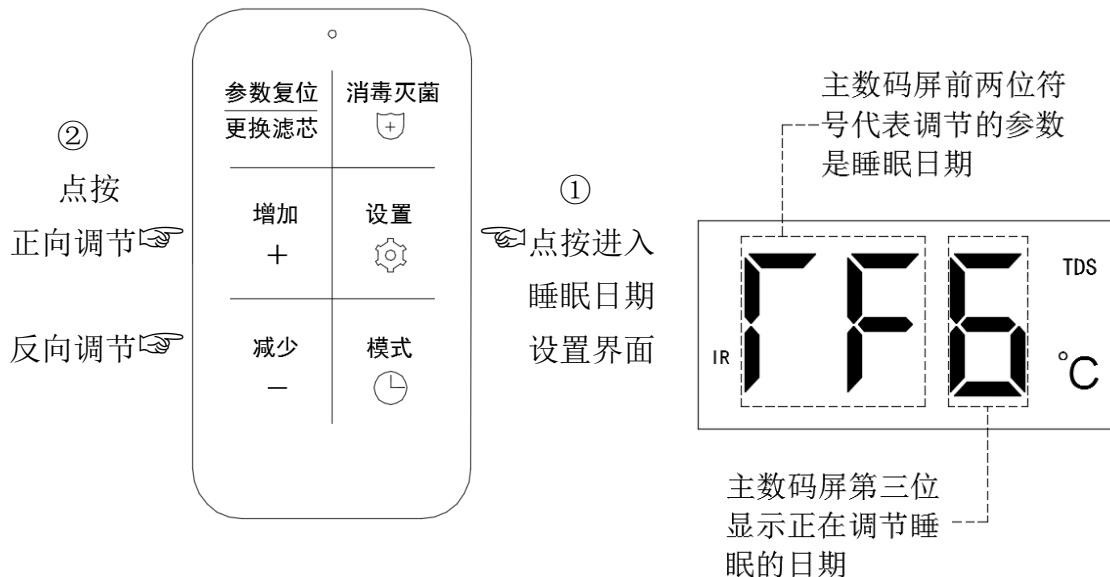 ②
点按
正向调节
反向调节
参数复位
更换滤芯
消毒灭菌
增加
+
设置
减少
—
模式
①
点按进入
睡眠日期
设置界面
主数码屏前两位符
号代表调节的参数
是睡眠日期
IR
ΓF6
TDS
°C
主数码屏第三位
显示正在调节睡
眠的日期